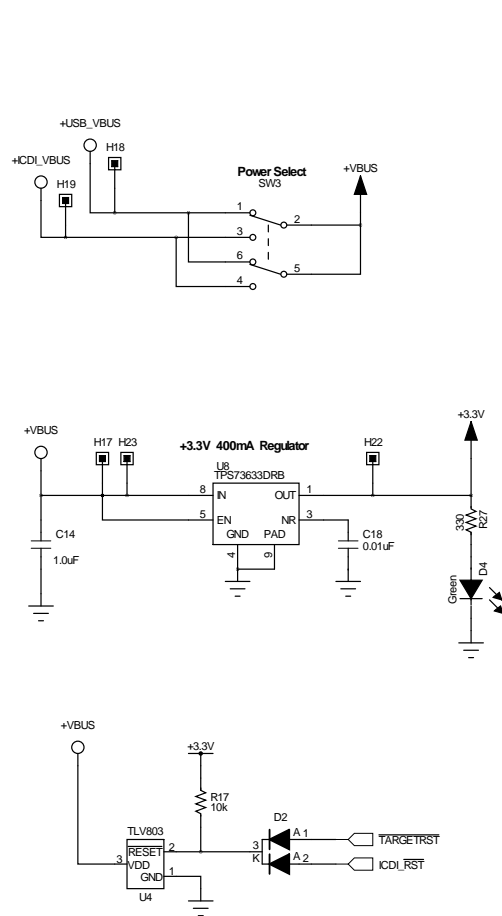 +USB_VBUS
H18
+ICDI_VBUS
H19
Power Select
SW3
+VBUS
1
2
3
6
5
4
+VBUS
H17 H23
+3.3V 400mA Regulator
H22
+3.3V
U8
TPS73633DRB
8 IN OUT 1
5 EN NR 3
GND PAD
4 9
C14
1.0uF
C18
0.01uF
330
R27
Green
D4
+VBUS
+3.3V
R17
10k
TLV803
RESET 2
3 VDD
GND 1
U4
D2
3
K
A 1
A 2
TARGETRST
ICDI_RST